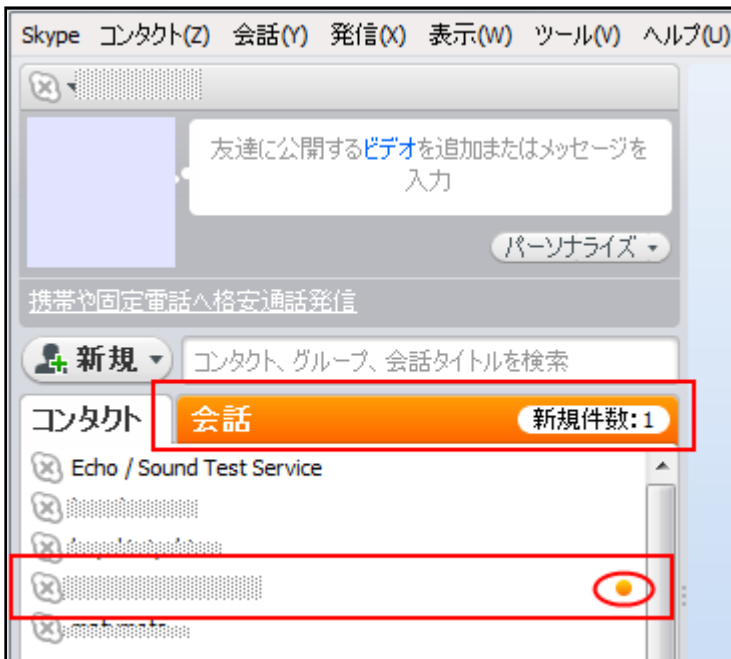 Skype コンタクト(Z) 会話(Y) 発信(X) 表示(W) ツール(V) ヘルプ(U)
友達に公開するビデオを追加またはメッセージを
入力
パーソナライズ
携帯や固定電話へ格安通話発信
新規 コンタクト、グループ、会話タイトルを検索
コンタクト 会話 新規件数:1
Echo / Sound Test Service